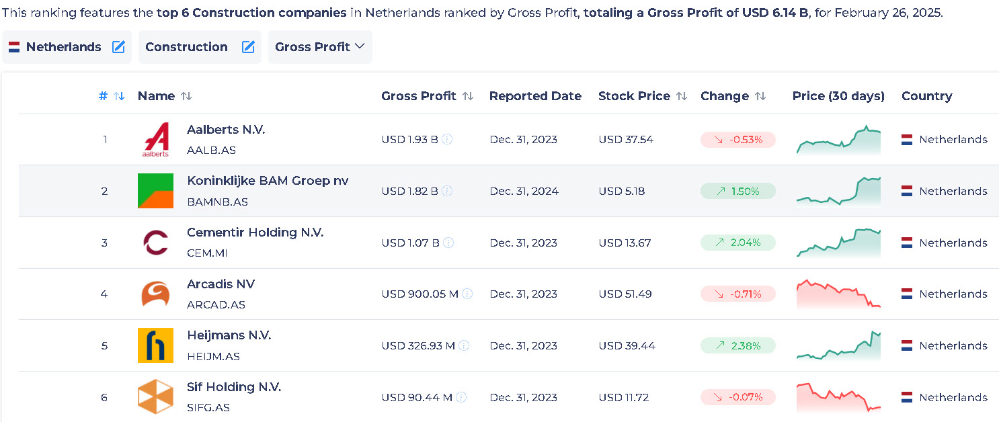 This ranking features the top 6 Construction companies in Netherlands ranked by Gross Profit, totaling a Gross Profit of USD 6.14 B, for February 26, 2025.
Netherlands Construction Gross Profit
# Name Gross Profit Reported Date Stock Price Change Price (30 days) Country
1 aalberts Aalberts N.V. AALB.AS USD 1.93 B Dec. 31, 2023 USD 37.54 -0.53% Netherlands
2 Koninklijke BAM Groep nv BAMNB.AS USD 1.82 B Dec. 31, 2024 USD 5.18 1.50% Netherlands
3 Cementir Holding N.V. CEM.MI USD 1.07 B Dec. 31, 2023 USD 13.67 2.04% Netherlands
4 Arcadis NV ARCAD.AS USD 900.05 M Dec. 31, 2023 USD 51.49 -0.71% Netherlands
5 Heijmans N.V. HEIJM.AS USD 326.93 M Dec. 31, 2023 USD 39.44 2.38% Netherlands
6 Sif Holding N.V. SIFG.AS USD 90.44 M Dec. 31, 2023 USD 11.72 -0.07% Netherlands